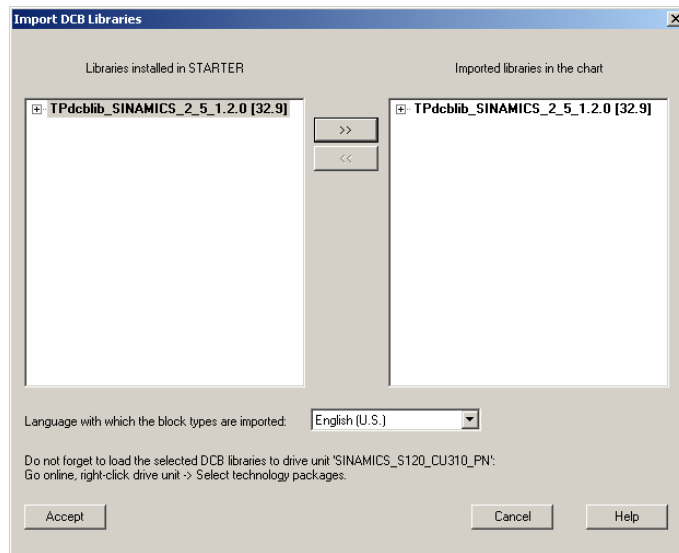 Import DCB Libraries
Libraries installed in STARTER
Imported libraries in the chart
TPdcblib_SINAMICS_2_5_1.2.0 [32.9]
>>
TPdcblib_SINAMICS_2_5_1.2.0 [32.9]
<<
Language with which the block types are imported: English (U.S.)
Do not forget to load the selected DCB libraries to drive unit 'SINAMICS_S120_CU310_PN':
Go online, right-click drive unit -> Select technology packages.
Accept
Cancel
Help